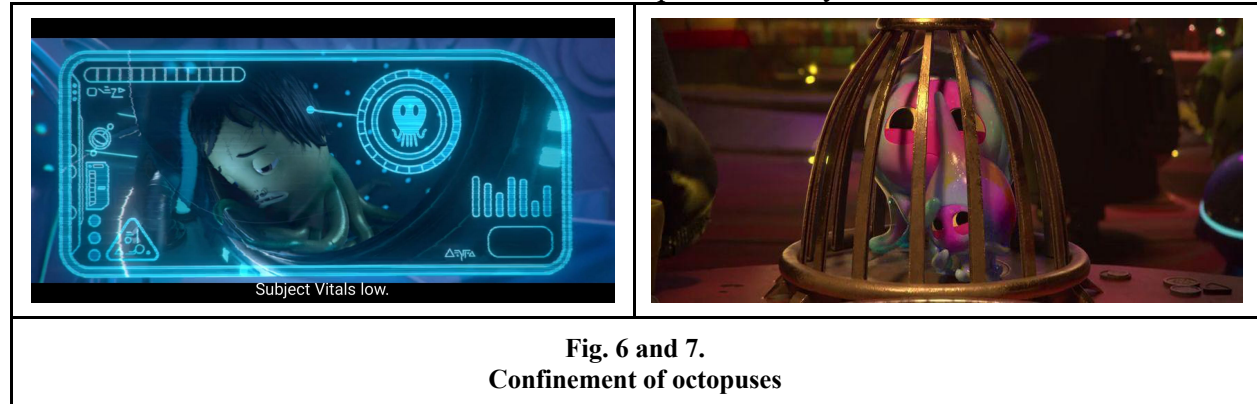 Subject Vitals low.
Fig. 6 and 7.
Confinement of octopuses